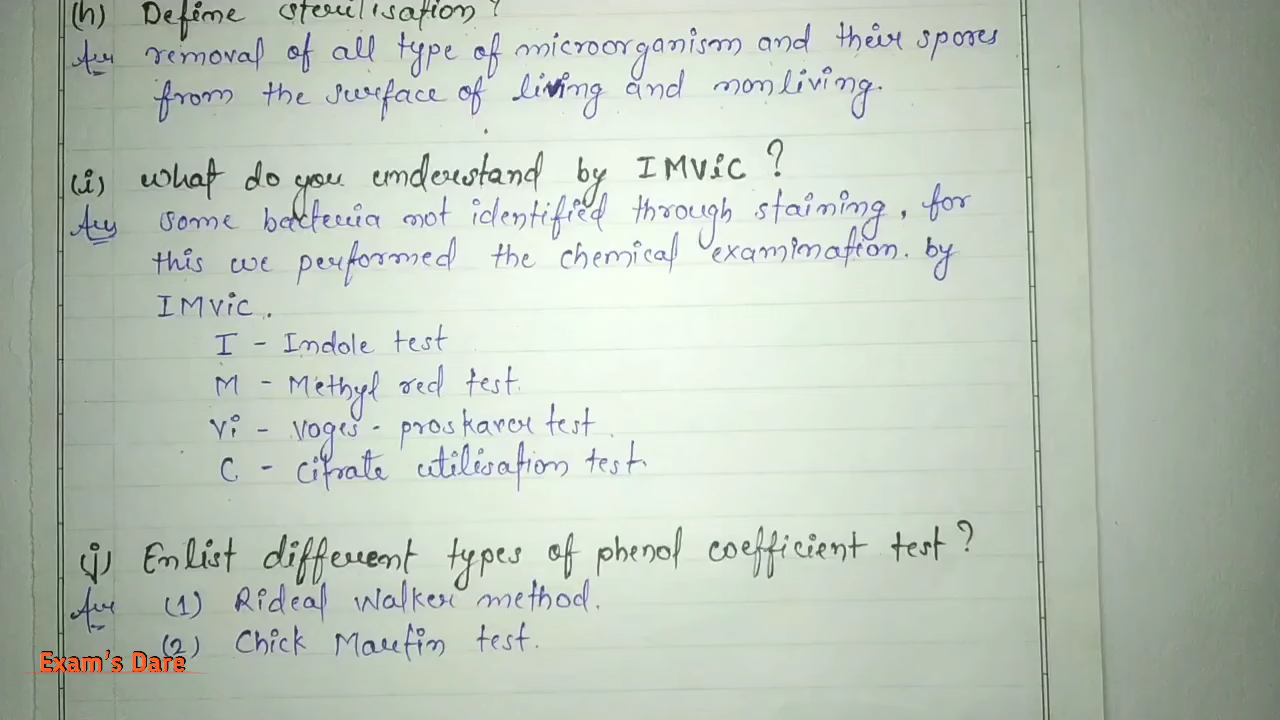 (h) Define sterilisation?
Ans removal of all type of microorganism and their spores
from the surface of living and nonliving.
(i) what do you understand by IMViC ?
Ans some bacteria not identified through staining, for
this we performed the chemical examination. by
IMViC.
I - Indole test
M - Methyl red test.
Vi - voges - proskaver test.
C - citrate utilisation test.
(j) Enlist different types of phenol coefficient test?
Ans (1) Rideal Walker method.
(2) Chick Martin test.
Exam's Dare